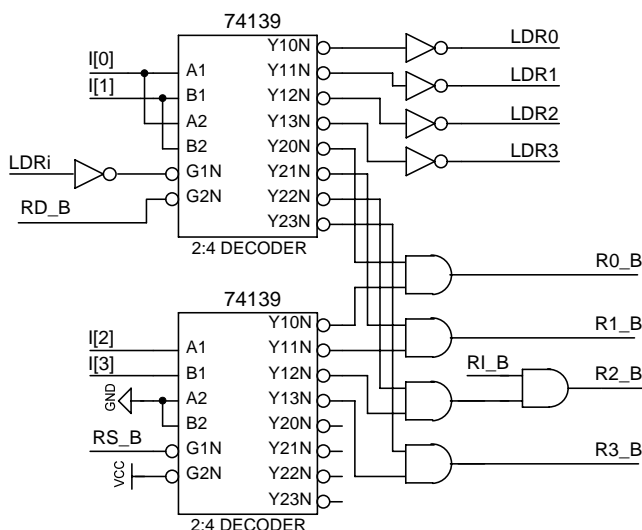 74139
I[0]
I[1]
LDRi
RD_B
A1
B1
A2
B2
G1N
G2N
Y10N
Y11N
Y12N
Y13N
Y20N
Y21N
Y22N
Y23N
2:4 DECODER
LDR0
LDR1
LDR2
LDR3
74139
I[2]
I[3]
GND
RS_B
VCC
A1
B1
A2
B2
G1N
G2N
Y10N
Y11N
Y12N
Y13N
Y20N
Y21N
Y22N
Y23N
2:4 DECODER
R0_B
R1_B
RI_B
R2_B
R3_B